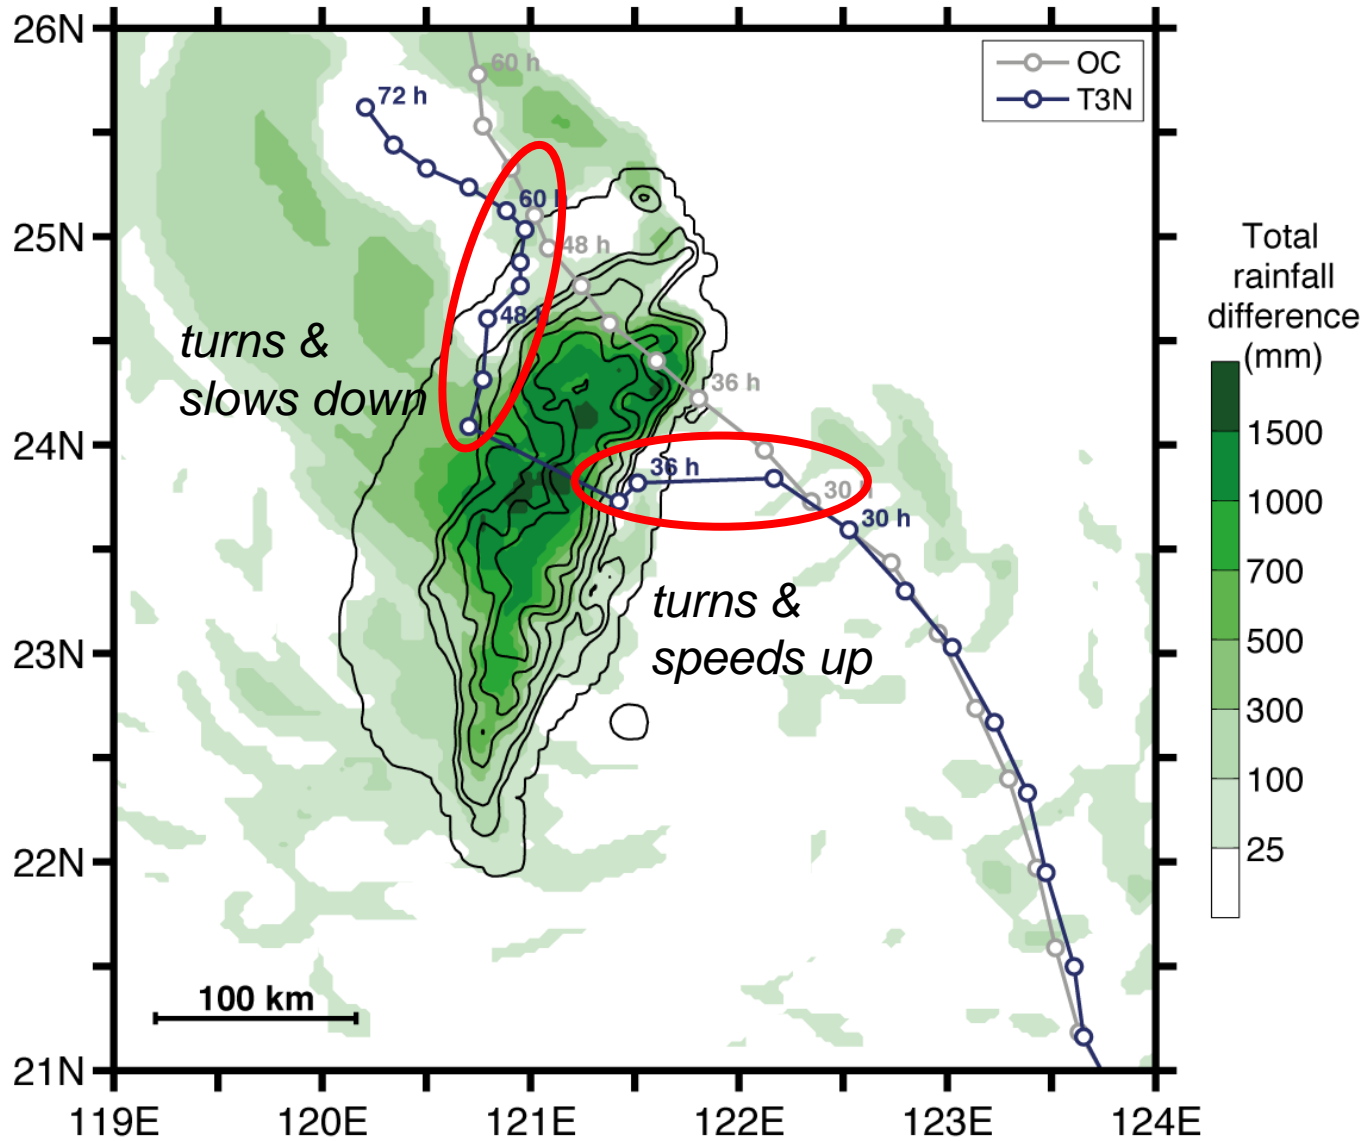 26N
25N
24N
23N
22N
21N
119E
120E
121E
122E
123E
124E
OC
T3N
60 h
72 h
60 h
48 h
48 h
36 h
36 h
30 h
30 h
turns &
slows down
turns &
speeds up
100 km
Total
rainfall
difference
(mm)
1500
1000
700
500
300
100
25